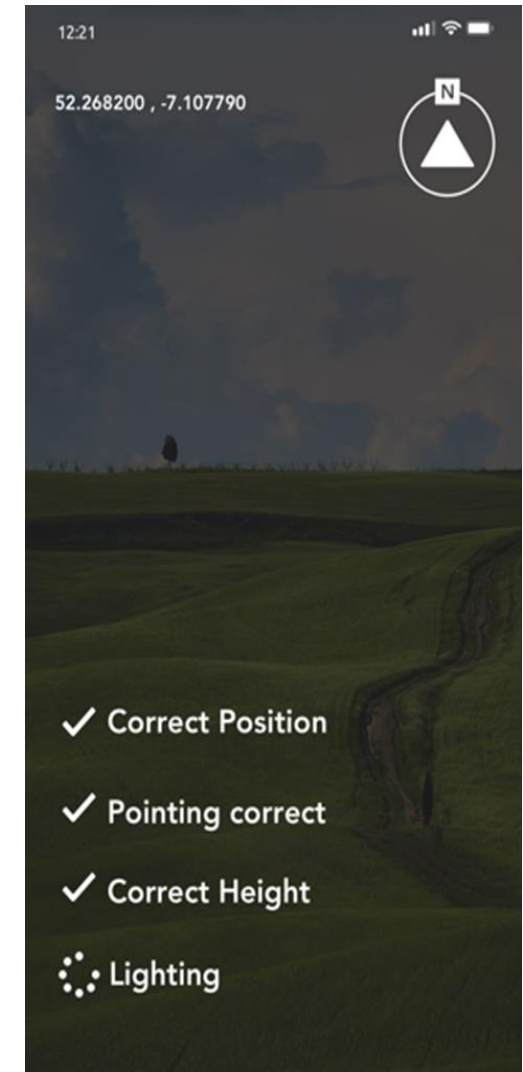 12:21
52.268200 , -7.107790
N
Correct Position
Pointing correct
Correct Height
Lighting